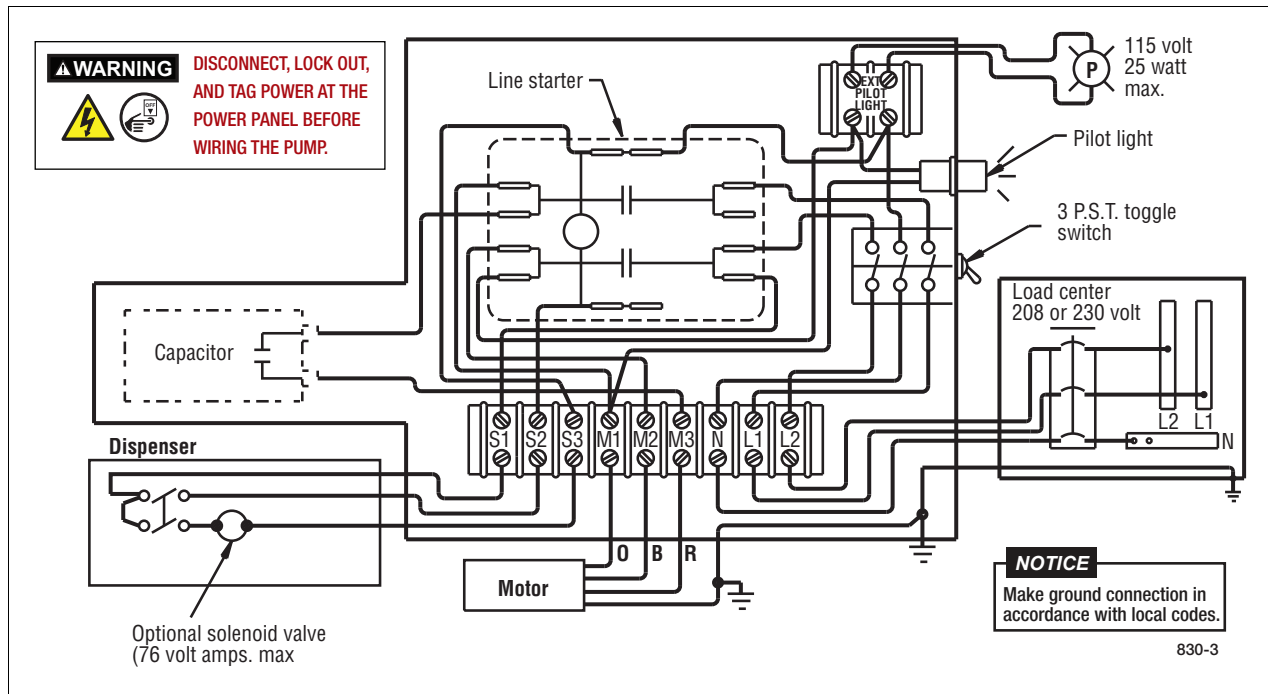 WARNING
DISCONNECT, LOCK OUT,
AND TAG POWER AT THE
POWER PANEL BEFORE
WIRING THE PUMP.
OFF
Line starter
EXT
PILOT
LIGHT
P
115 volt
25 watt
max.
Pilot light
3 P.S.T. toggle
switch
Load center
208 or 230 volt
L2 L1
N
Capacitor
S1 S2 S3 M1 M2 M3 N L1 L2
Dispenser
O B R
Motor
Optional solenoid valve
(76 volt amps. max
NOTICE
Make ground connection in
accordance with local codes.
830-3